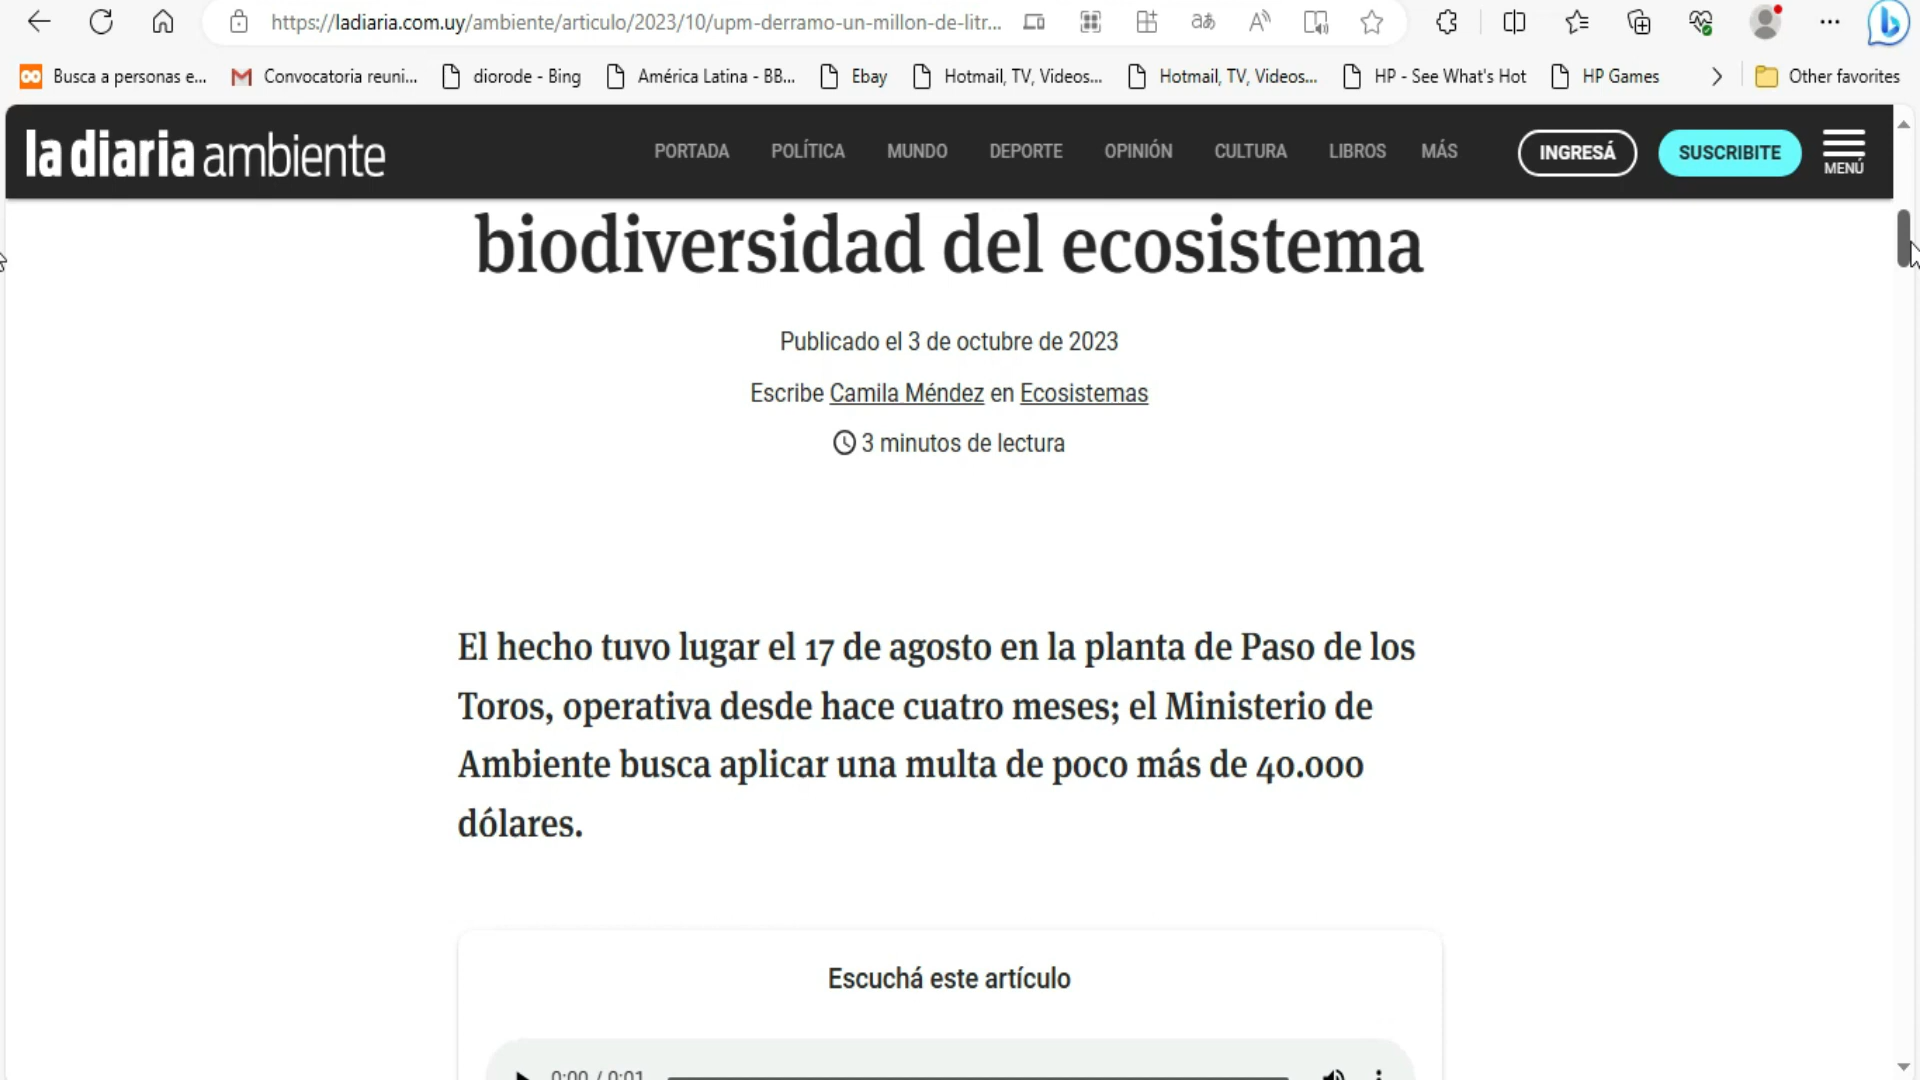 https://ladiaria.com.uy/ambiente/articulo/2023/10/upm-derramo-un-millon-de-litr...
Busca a personas e... Convocatoria reuni... diorode - Bing América Latina - BB... Ebay Hotmail, TV, Videos... Hotmail, TV, Videos... HP - See What's Hot HP Games Other favorites
la diaria ambiente PORTADA POLÍTICA MUNDO DEPORTE OPINIÓN CULTURA LIBROS MÁS INGRESÁ SUSCRIBITE MENÚ
biodiversidad del ecosistema
Publicado el 3 de octubre de 2023
Escribe Camila Méndez en Ecosistemas
3 minutos de lectura
El hecho tuvo lugar el 17 de agosto en la planta de Paso de los
Toros, operativa desde hace cuatro meses; el Ministerio de
Ambiente busca aplicar una multa de poco más de 40.000
dólares.
Escuchá este artículo
0:00 / 0:01